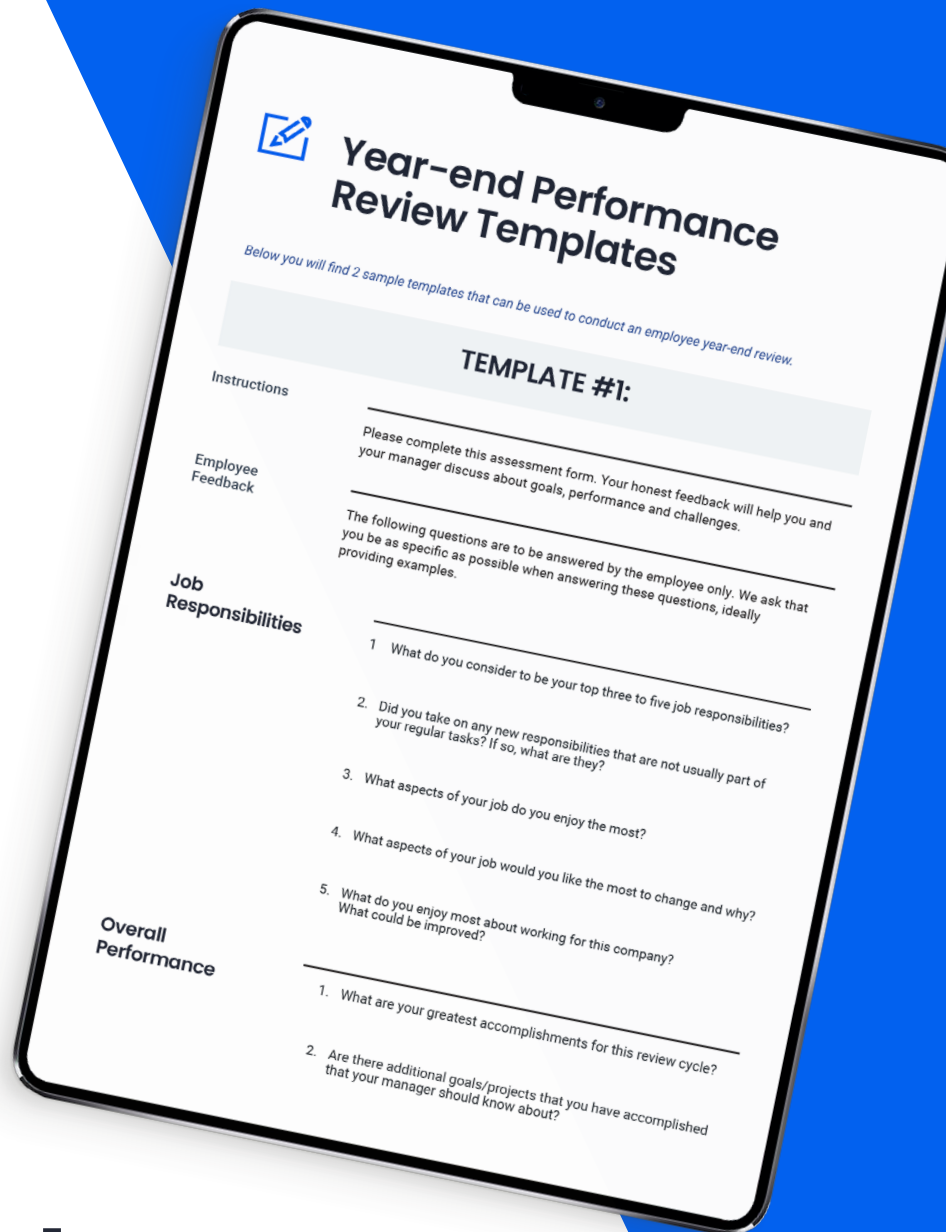 Year-end Performance
Review Templates
Below you will find 2 sample templates that can be used to conduct an employee year-end review.
TEMPLATE #1:
Instructions
Please complete this assessment form. Your honest feedback will help you and
your manager discuss about goals, performance and challenges.
Employee
Feedback
The following questions are to be answered by the employee only. We ask that
you be as specific as possible when answering these questions, ideally
providing examples.
Job
Responsibilities
1 What do you consider to be your top three to five job responsibilities?
2. Did you take on any new responsibilities that are not usually part of
your regular tasks? If so, what are they?
3. What aspects of your job do you enjoy the most?
4. What aspects of your job would you like the most to change and why?
5. What do you enjoy most about working for this company?
What could be improved?
Overall
Performance
1. What are your greatest accomplishments for this review cycle?
2. Are there additional goals/projects that you have accomplished
that your manager should know about?